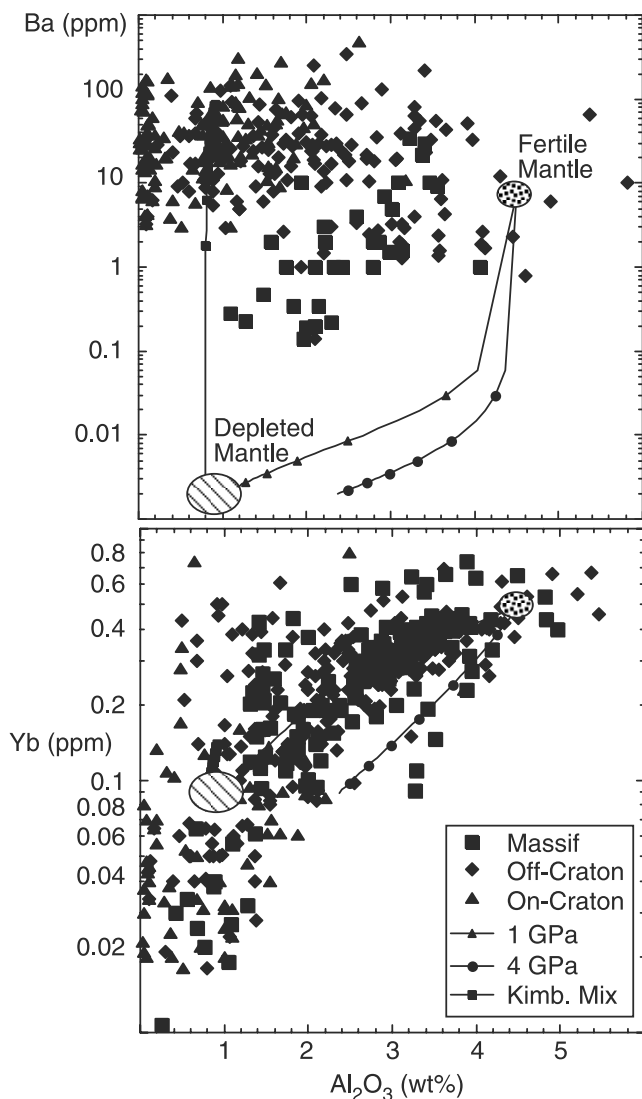 Ba (ppm)
100
10
1
0.1
0.01
Fertile
Mantle
Depleted
Mantle
Yb (ppm)
0.8
0.6
0.4
0.2
0.1
0.08
0.06
0.04
0.02
Massif
Off-Craton
On-Craton
1 GPa
4 GPa
Kimb. Mix
1 2 3 4 5
Al₂O₃ (wt%)